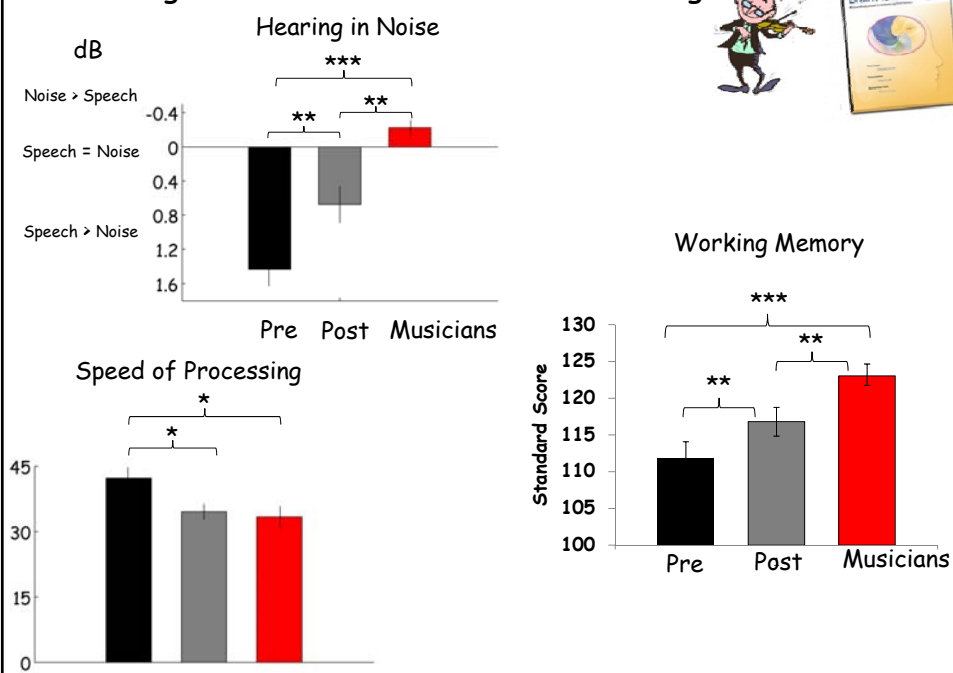 Hearing in Noise
dB
***
Noise > Speech
**
**
-0.4
Speech = Noise
0
0.4
0.8
Speech > Noise
1.2
1.6
Pre Post Musicians
Speed of Processing
*
*
45
30
15
0
Working Memory
***
**
**
130
125
120
115
110
105
100
Standard Score
Pre Post Musicians